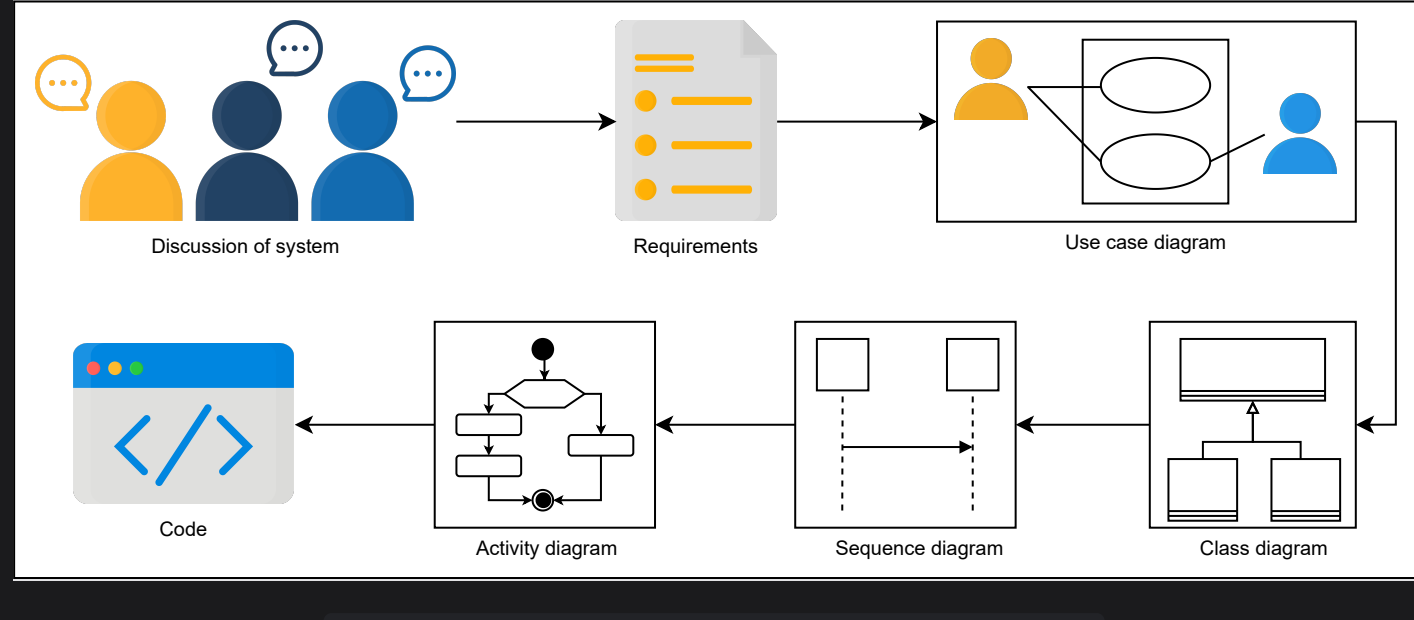 Discussion of system
Requirements
Use case diagram
Code
Activity diagram
Sequence diagram
Class diagram